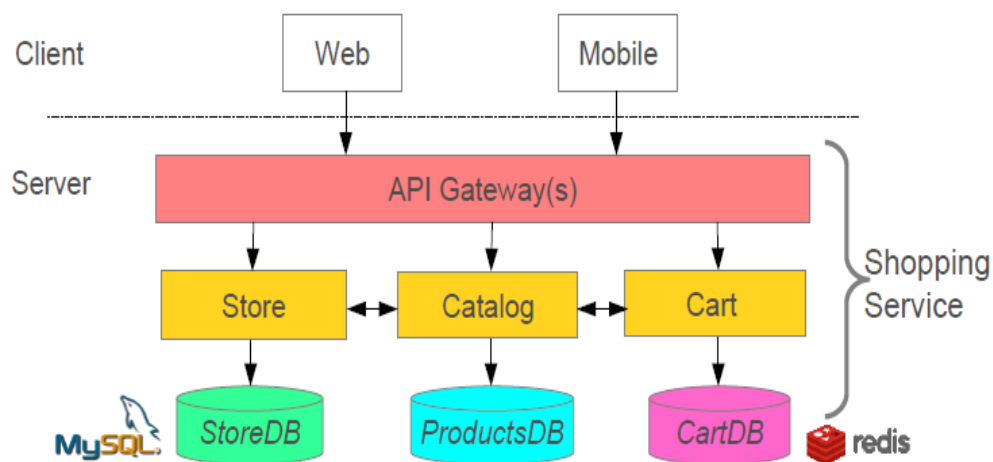 Client
Web
Mobile
Server
API Gateway(s)
Store
Catalog
Cart
Shopping
Service
MySQL
StoreDB
ProductsDB
CartDB
redis